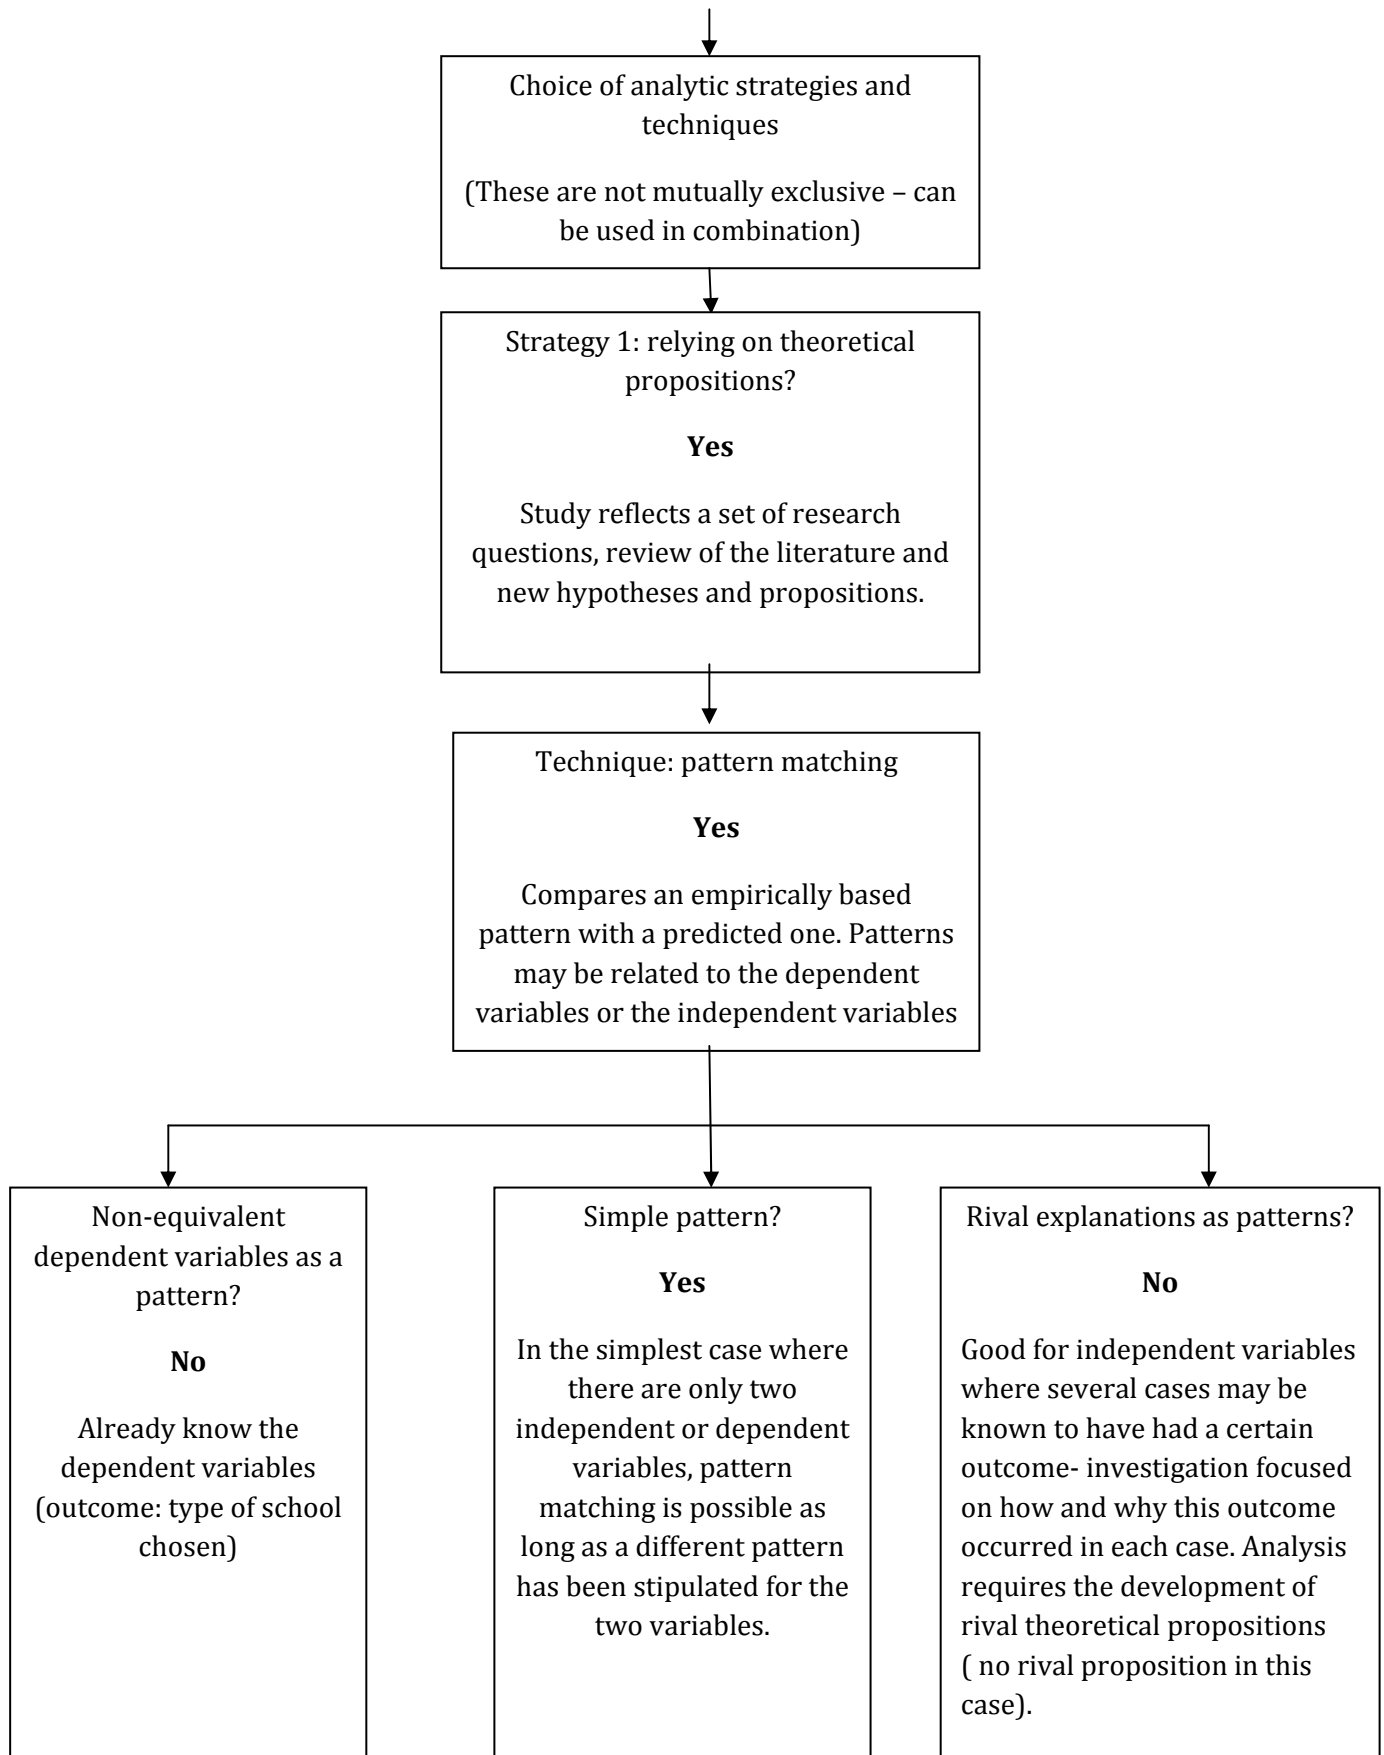 Choice of analytic strategies and
techniques
(These are not mutually exclusive – can
be used in combination)
Strategy 1: relying on theoretical
propositions?
Yes
Study reflects a set of research
questions, review of the literature and
new hypotheses and propositions.
Technique: pattern matching
Yes
Compares an empirically based
pattern with a predicted one. Patterns
may be related to the dependent
variables or the independent variables
Non-equivalent
dependent variables as a
pattern?
No
Already know the
dependent variables
(outcome: type of school
chosen)
Simple pattern?
Yes
In the simplest case where
there are only two
independent or dependent
variables, pattern
matching is possible as
long as a different pattern
has been stipulated for the
two variables.
Rival explanations as patterns?
No
Good for independent variables
where several cases may be
known to have had a certain
outcome- investigation focused
on how and why this outcome
occurred in each case. Analysis
requires the development of
rival theoretical propositions
( no rival proposition in this
case).